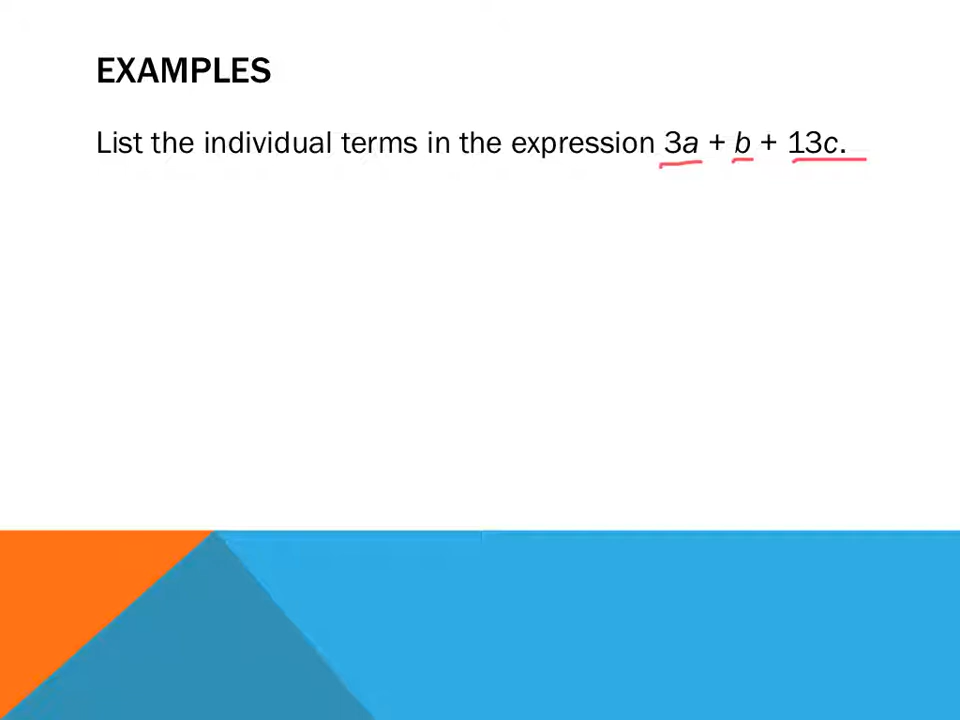 EXAMPLES
List the individual terms in the expression 3a + b + 13c.